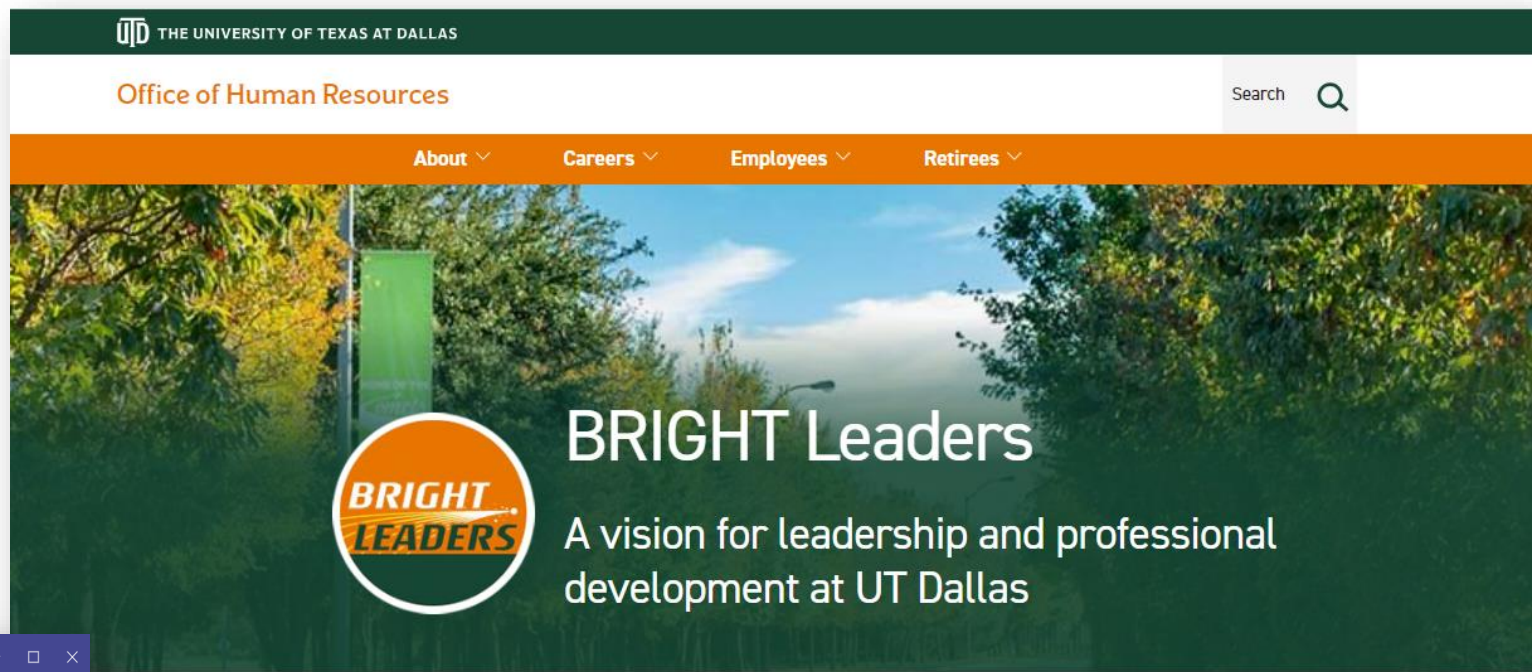 UTD THE UNIVERSITY OF TEXAS AT DALLAS
Office of Human Resources
Search
About Careers Employees Retirees
BRIGHT Leaders
BRIGHT
LEADERS
A vision for leadership and professional
development at UT Dallas